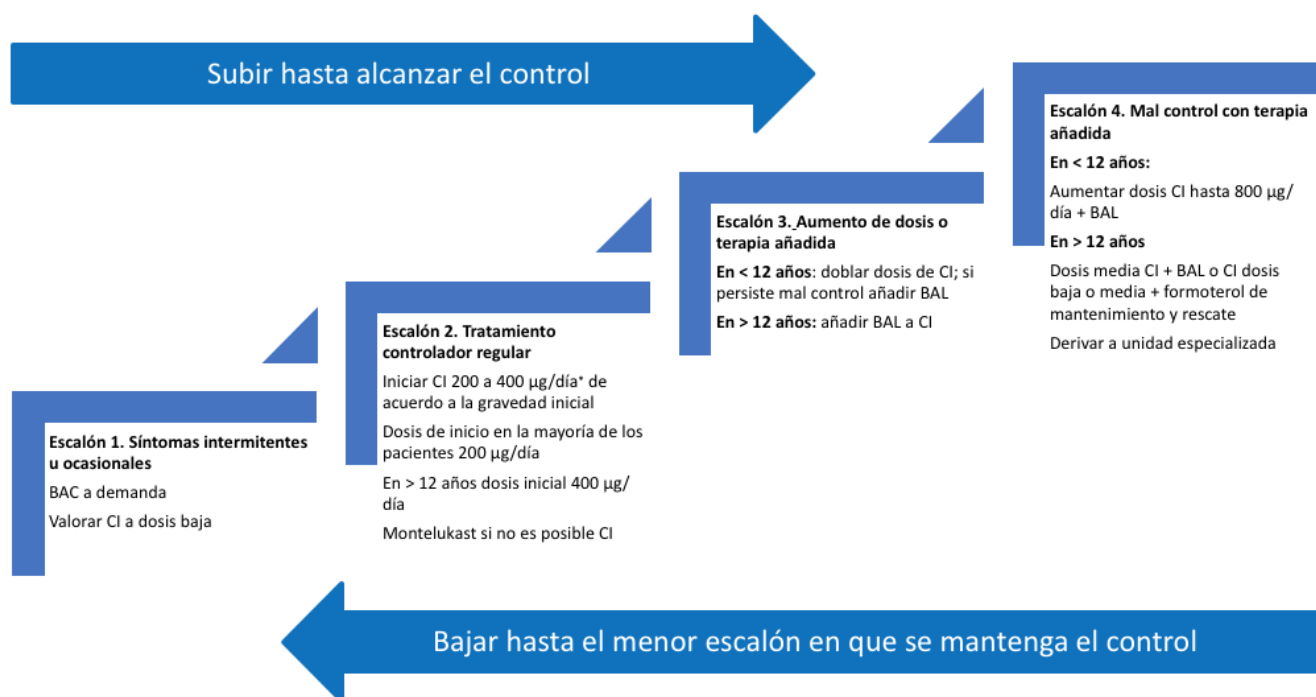 Subir hasta alcanzar el control
Escalón 4. Mal control con terapia
añadida
En < 12 años:
Aumentar dosis CI hasta 800 µg/
día + BAL
En > 12 años
Dosis media CI + BAL o CI dosis
baja o media + formoterol de
mantenimiento y rescate
Derivar a unidad especializada
Escalón 3. Aumento de dosis o
terapia añadida
En < 12 años: doblar dosis de CI; si
persiste mal control añadir BAL
En > 12 años: añadir BAL a CI
Escalón 2. Tratamiento
controlador regular
Iniciar CI 200 a 400 µg/día* de
acuerdo a la gravedad inicial
Dosis de inicio en la mayoría de los
pacientes 200 µg/día
En > 12 años dosis inicial 400 µg/
día
Montelukast si no es posible CI
Escalón 1. Síntomas intermitentes
u ocasionales
BAC a demanda
Valorar CI a dosis baja
Bajar hasta el menor escalón en que se mantenga el control